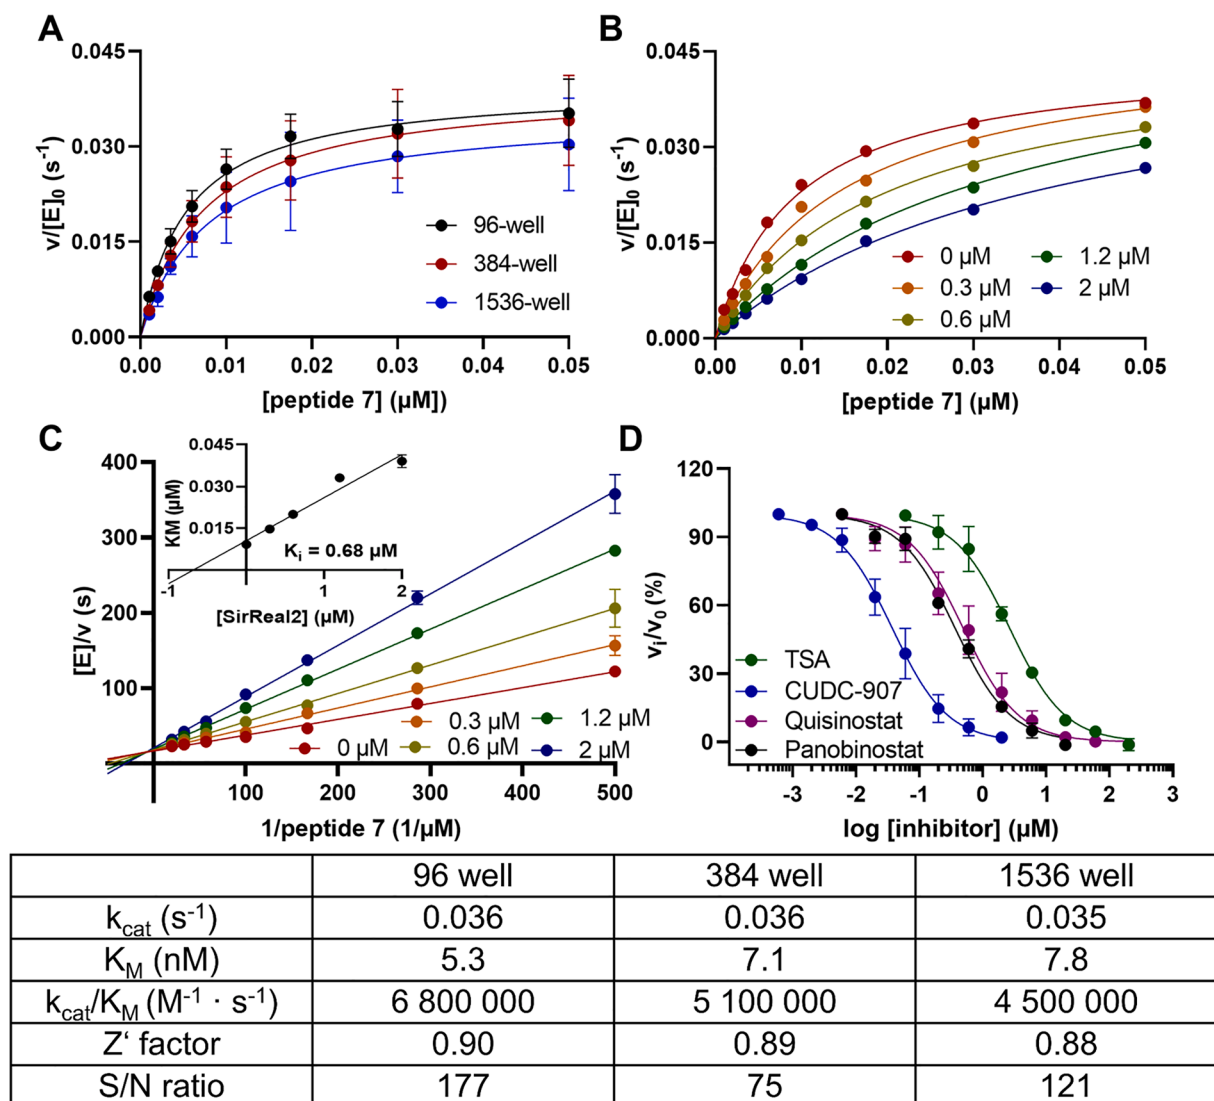 A
0.045
0.030
0.015
0.000
v/[E]₀ (s⁻¹)
96-well
384-well
1536-well
0.00 0.01 0.02 0.03 0.04 0.05
[peptide 7] (µM])
B
0.045
0.030
0.015
0.000
v/[E]₀ (s⁻¹)
0 µM 1.2 µM
0.3 µM 2 µM
0.6 µM
0.00 0.01 0.02 0.03 0.04 0.05
[peptide 7] (µM)
C
400
300
200
100
[E]/v (s)
0.045
0.030
0.015
KM (µM)
Kᵢ = 0.68 µM
-1 1 2
[SirReal2] (µM)
0.3 µM 1.2 µM
0 µM 0.6 µM 2 µM
100 200 300 400 500
1/peptide 7 (1/µM)
D
120
90
60
30
0
vᵢ/v₀ (%)
TSA
CUDC-907
Quisinostat
Panobinostat
-3 -2 -1 0 1 2 3
log [inhibitor] (µM)
96 well 384 well 1536 well
k_cat (s⁻¹) 0.036 0.036 0.035
K_M (nM) 5.3 7.1 7.8
k_cat/K_M (M⁻¹ · s⁻¹) 6 800 000 5 100 000 4 500 000
Z‘ factor 0.90 0.89 0.88
S/N ratio 177 75 121